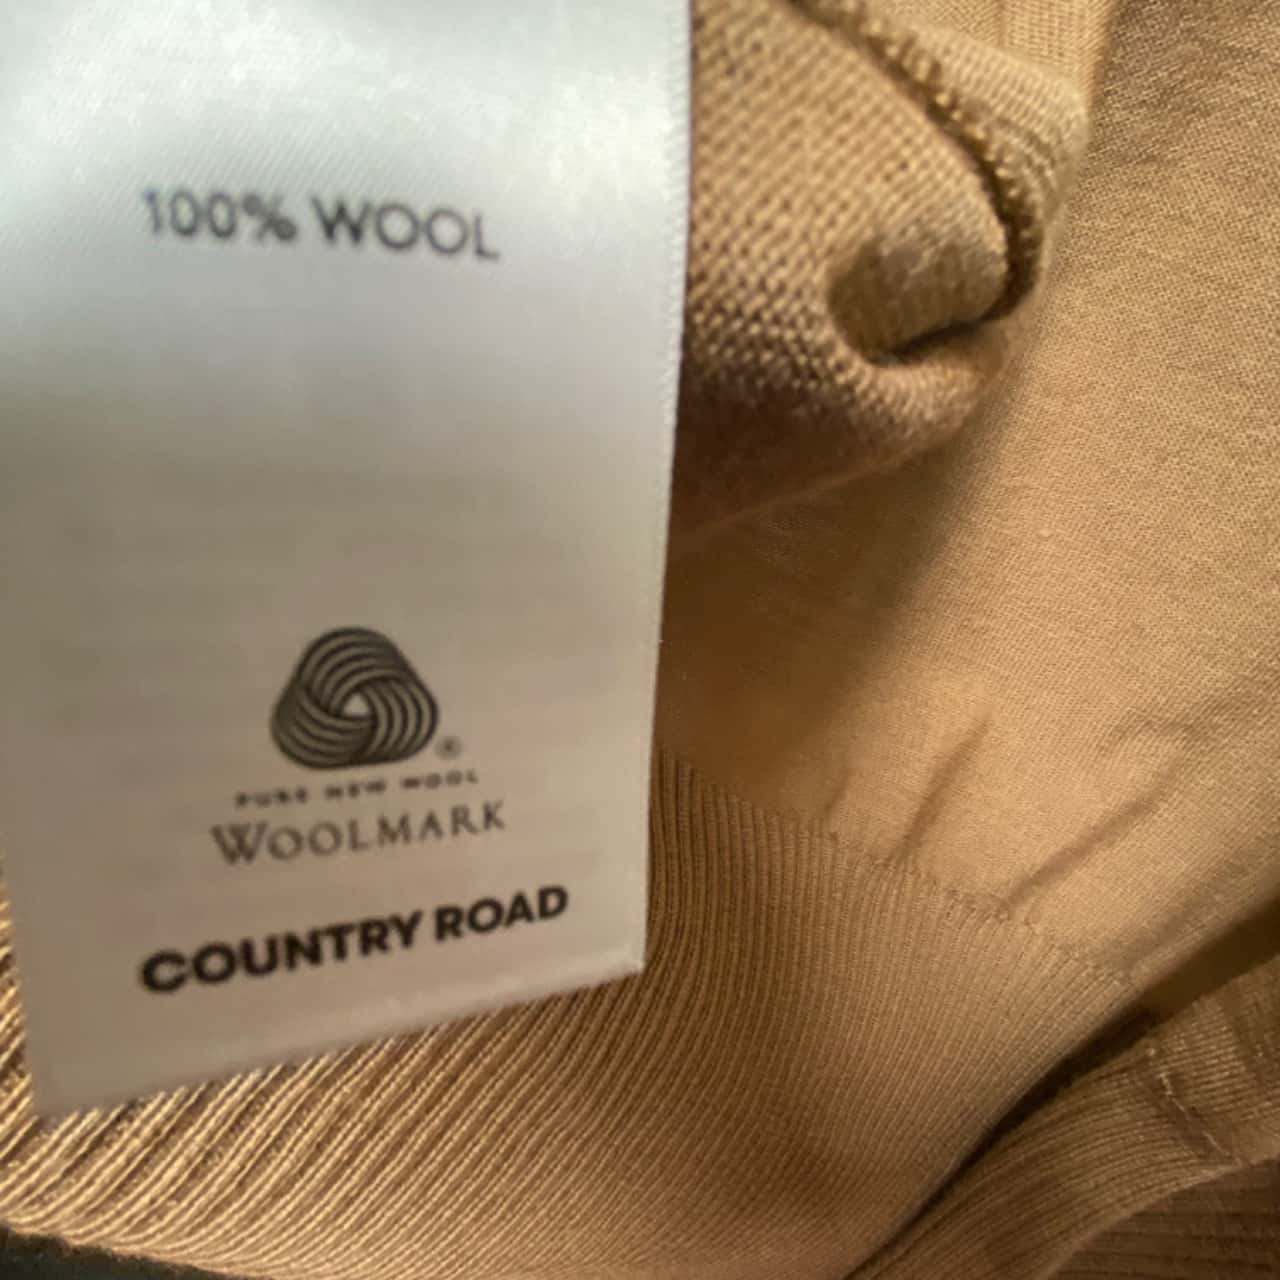 100% WOOL
®
PURE NEW WOOL
WOOLMARK
COUNTRY ROAD